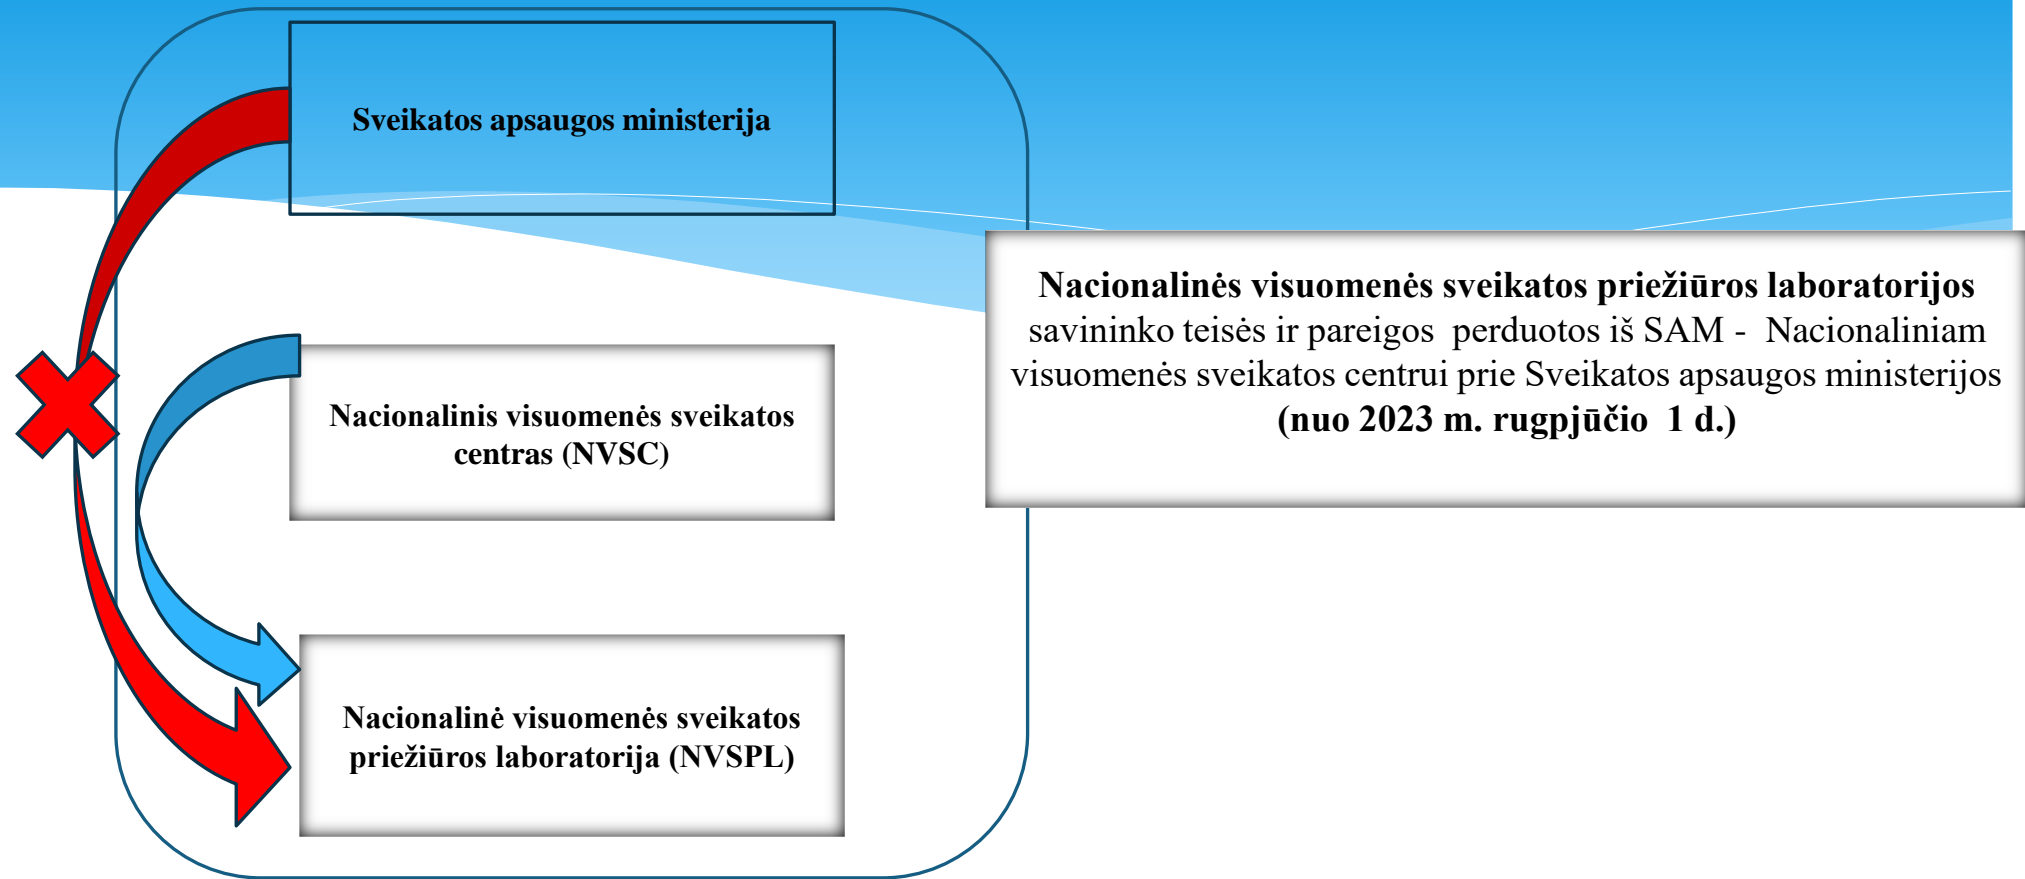 Sveikatos apsaugos ministerija
Nacionalinis visuomenės sveikatos
centras (NVSC)
Nacionalinė visuomenės sveikatos
priežiūros laboratorija (NVSPL)
Nacionalinės visuomenės sveikatos priežiūros laboratorijos
savininko teisės ir pareigos perduotos iš SAM - Nacionaliniam
visuomenės sveikatos centrui prie Sveikatos apsaugos ministerijos
(nuo 2023 m. rugpjūčio 1 d.)